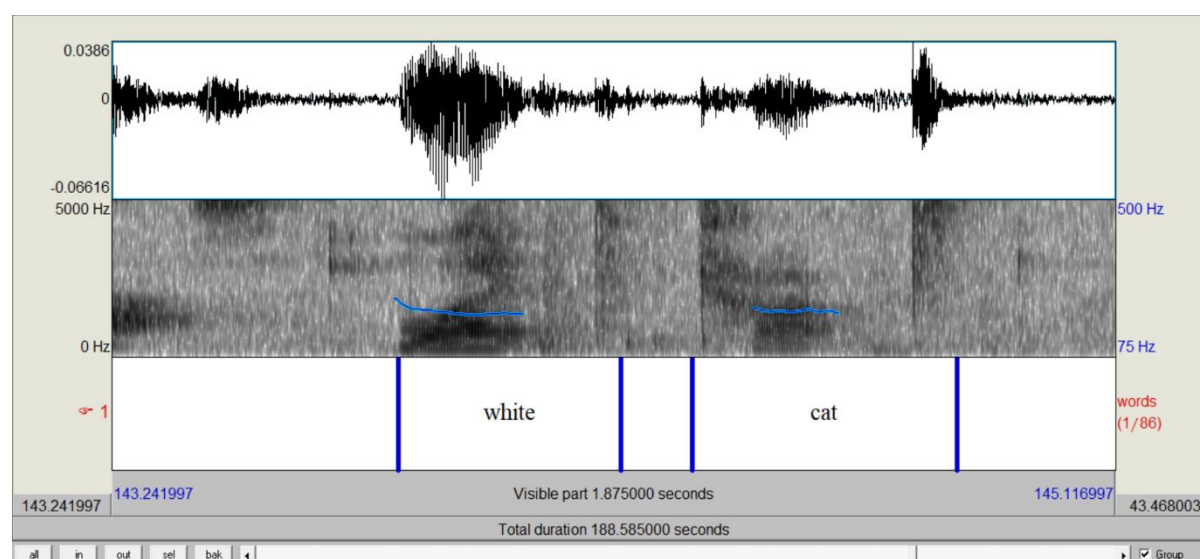 0.0386
0
-0.06616
5000 Hz 500 Hz
0 Hz 75 Hz
☞ 1 white cat words
(1/86)
143.241997 143.241997 Visible part 1.875000 seconds 145.116997 43.468003
Total duration 188.585000 seconds
all in out sel bak Group